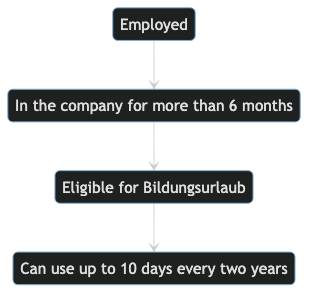 Employed
In the company for more than 6 months
Eligible for Bildungsurlaub
Can use up to 10 days every two years